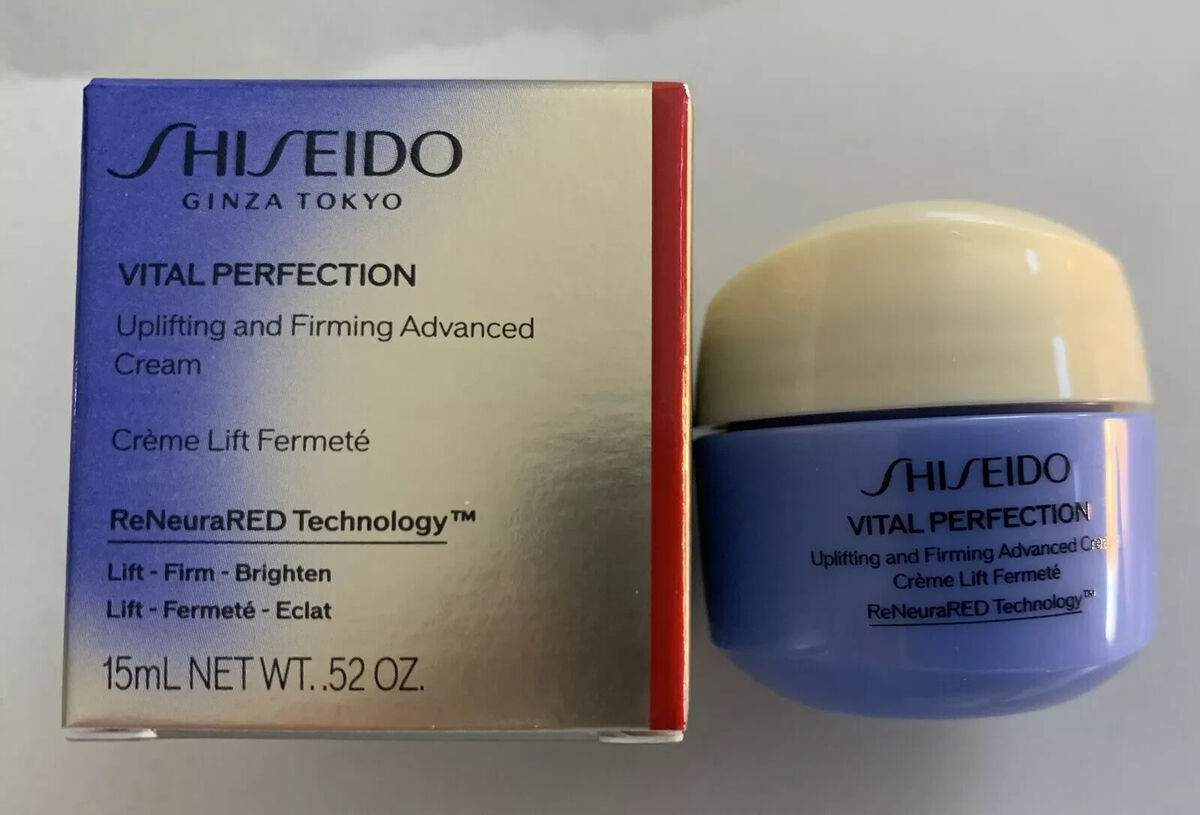 SHISEIDO
GINZA TOKYO
VITAL PERFECTION
Uplifting and Firming Advanced
Cream
Crème Lift Fermeté
ReNeuraRED Technology™
Lift - Firm - Brighten
Lift - Fermeté - Eclat
15mL NET WT. .52 OZ.
SHISEIDO
VITAL PERFECTION
Uplifting and Firming Advanced Cream
Crème Lift Fermeté
ReNeuraRED Technology™